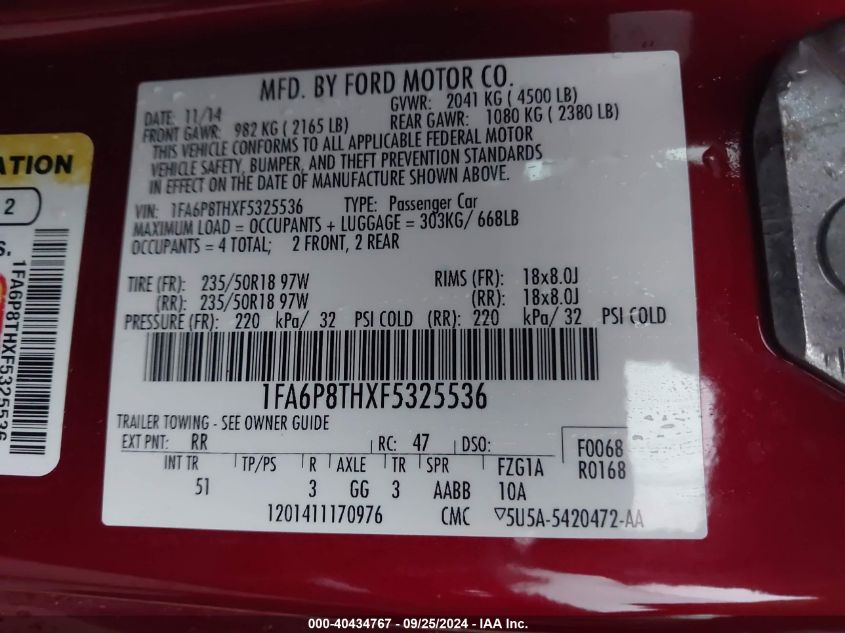 MFD. BY FORD MOTOR CO.
DATE: 11/14 GVWR: 2041 KG ( 4500 LB)
FRONT GAWR: 982 KG ( 2165 LB) REAR GAWR: 1080 KG ( 2380LB)
THIS VEHICLE CONFORMS TO ALL APPLICABLE FEDERAL MOTOR
VEHICLE SAFETY, BUMPER, AND THEFT PREVENTION STANDARDS
IN EFFECT ON THE DATE OF MANUFACTURE SHOWN ABOVE.
VIN: 1FA6P8THXF5325536 TYPE: Passenger Car
MAXIMUM LOAD = OCCUPANTS + LUGGAGE = 303KG/ 668LB
OCCUPANTS = 4 TOTAL; 2 FRONT, 2 REAR
TIRE (FR): 235/50R18 97W RIMS (FR): 18x8.0J
(RR): 235/50R18 97W (RR): 18x8.0J
PRESSURE (FR): 220 kPa/ 32 PSI COLD (RR): 220 kPa/ 32 PSI COLD
1FA6P8THXF5325536
TRAILER TOWING - SEE OWNER GUIDE
EXT PNT: RR RC: 47 DSO: F0068
R0168
INT TR TP/PS R AXLE TR SPR FZG1A
51 3 GG 3 AABB 10A
1201411170976 CMC ▽5U5A-5420472-AA
ATION
2
S.
1FA6P8THXF5325536
000-40434767 - 09/25/2024 - IAA Inc.